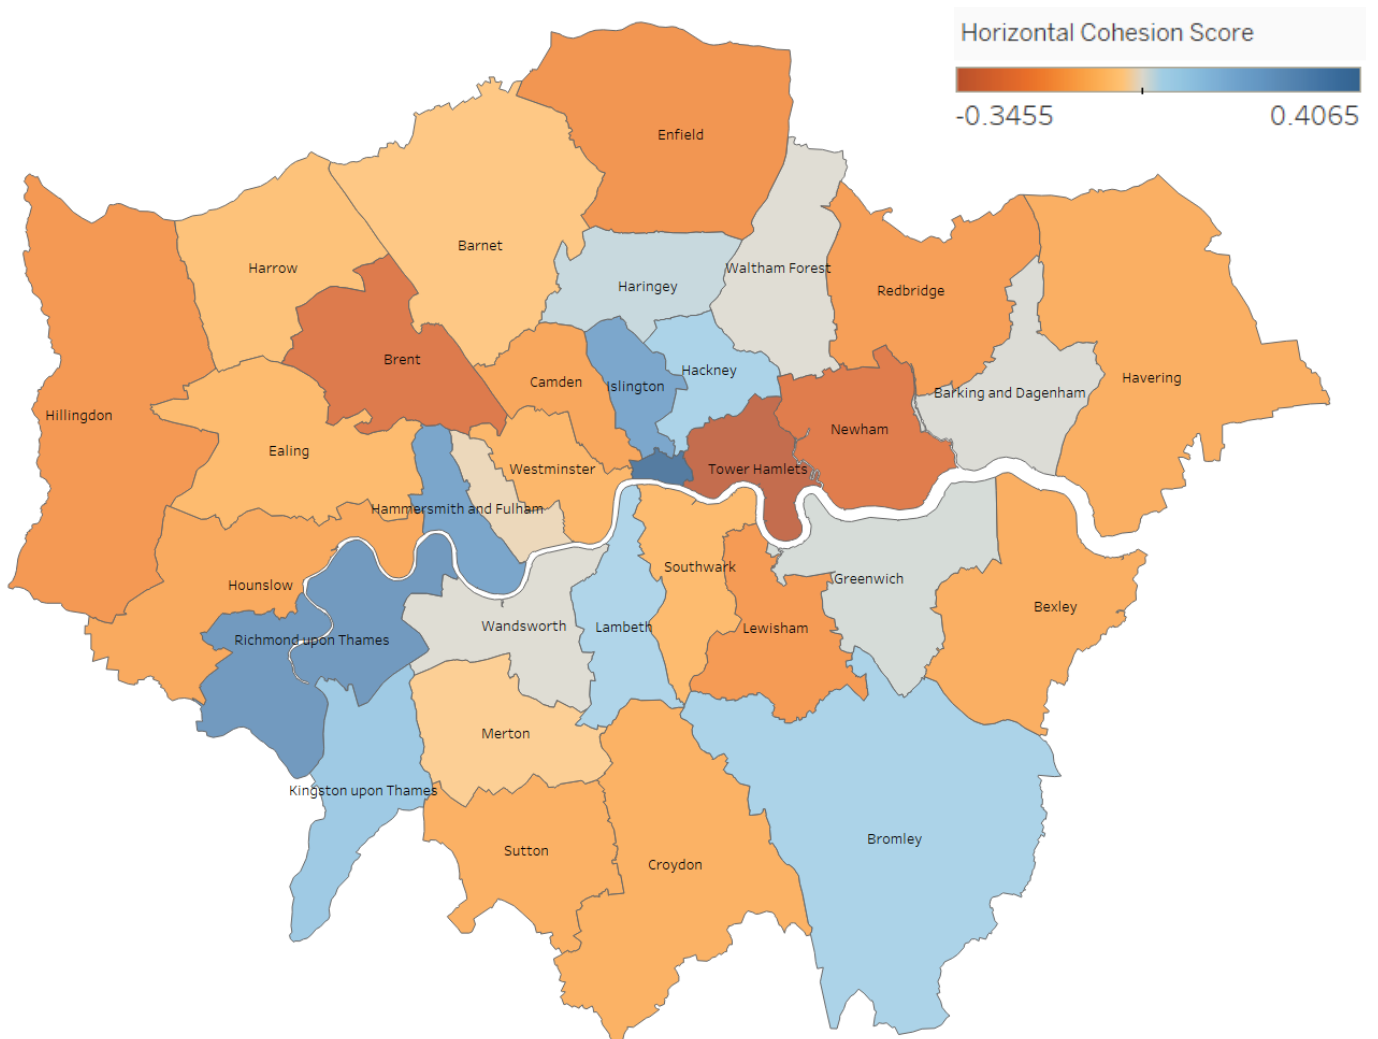 Horizontal Cohesion Score
-0.3455
0.4065
Enfield
Barnet
Harrow
Waltham Forest
Haringey
Redbridge
Brent
Hackney
Havering
Camden
Islington
Barking and Dagenham
Hillingdon
Newham
Ealing
Westminster
Tower Hamlets
Hammersmith and Fulham
Southwark
Greenwich
Hounslow
Bexley
Wandsworth
Lambeth
Lewisham
Richmond upon Thames
Merton
Kingston upon Thames
Bromley
Sutton
Croydon